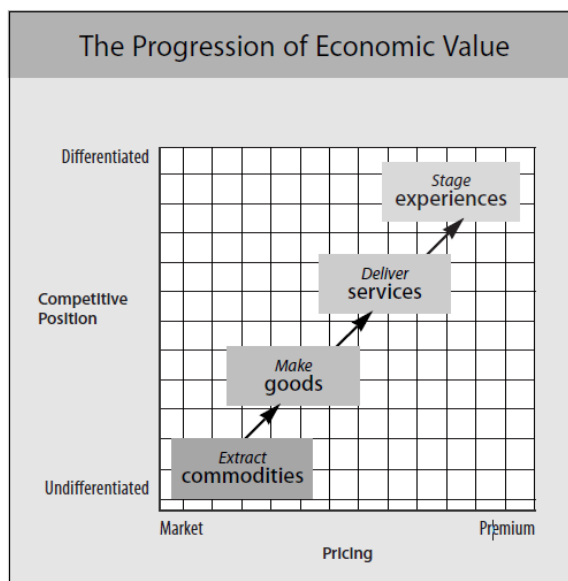 The Progression of Economic Value
Differentiated
Stage
experiences
Deliver
services
Competitive
Position
Make
goods
Extract
commodities
Undifferentiated
Market
Premium
Pricing